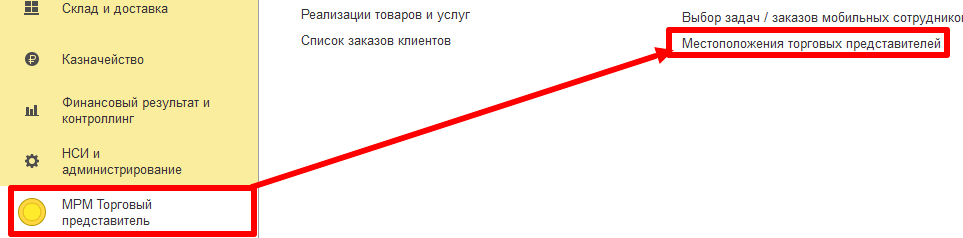 Склад и доставка
Казначейство
Финансовый результат и
контроллинг
НСИ и
администрирование
МРМ Торговый
представитель
Реализации товаров и услуг
Список заказов клиентов
Выбор задач / заказов мобильных сотрудников
Местоположения торговых представителей